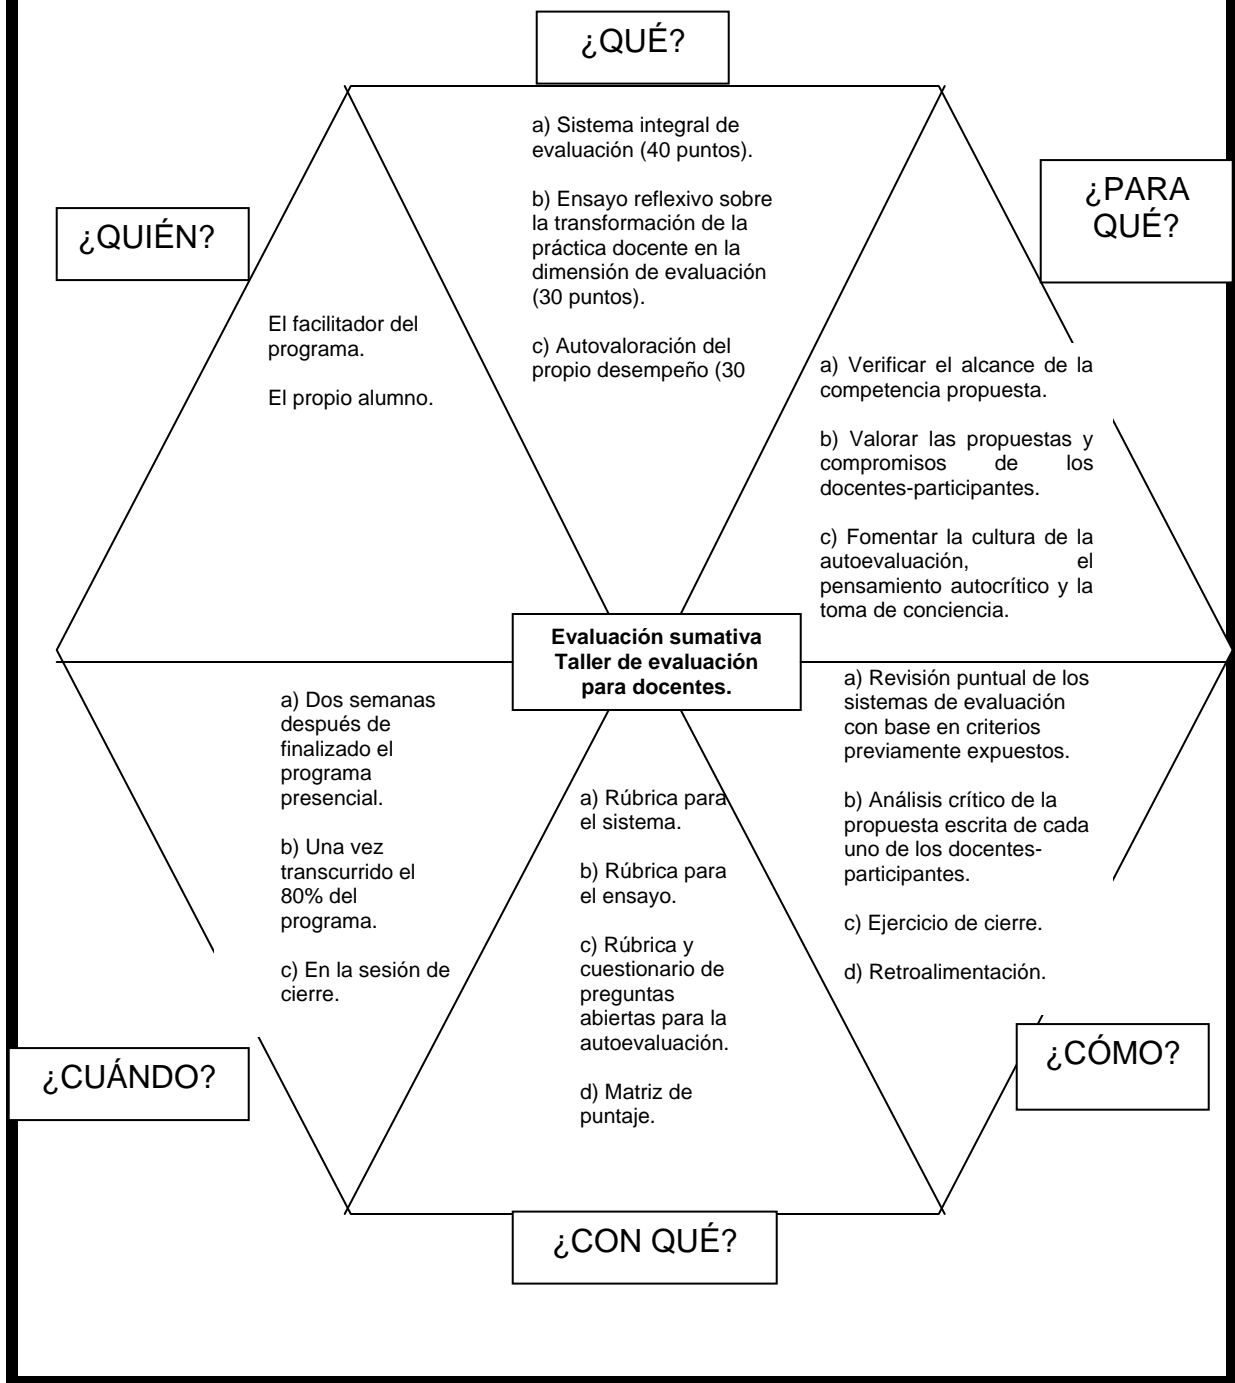 ¿QUÉ?
a) Sistema integral de
evaluación (40 puntos).
b) Ensayo reflexivo sobre
la transformación de la
práctica docente en la
dimensión de evaluación
(30 puntos).
c) Autovaloración del
propio desempeño (30
¿PARA
QUÉ?
a) Verificar el alcance de la
competencia propuesta.
b) Valorar las propuestas y
compromisos de los
docentes-participantes.
c) Fomentar la cultura de la
autoevaluación, el
pensamiento autocrítico y la
toma de conciencia.
¿QUIÉN?
El facilitador del
programa.
El propio alumno.
Evaluación sumativa
Taller de evaluación
para docentes.
a) Dos semanas
después de
finalizado el
programa
presencial.
b) Una vez
transcurrido el
80% del
programa.
c) En la sesión de
cierre.
¿CUÁNDO?
a) Rúbrica para
el sistema.
b) Rúbrica para
el ensayo.
c) Rúbrica y
cuestionario de
preguntas
abiertas para la
autoevaluación.
d) Matriz de
puntaje.
¿CON QUÉ?
a) Revisión puntual de los
sistemas de evaluación
con base en criterios
previamente expuestos.
b) Análisis crítico de la
propuesta escrita de cada
uno de los docentes-
participantes.
c) Ejercicio de cierre.
d) Retroalimentación.
¿CÓMO?